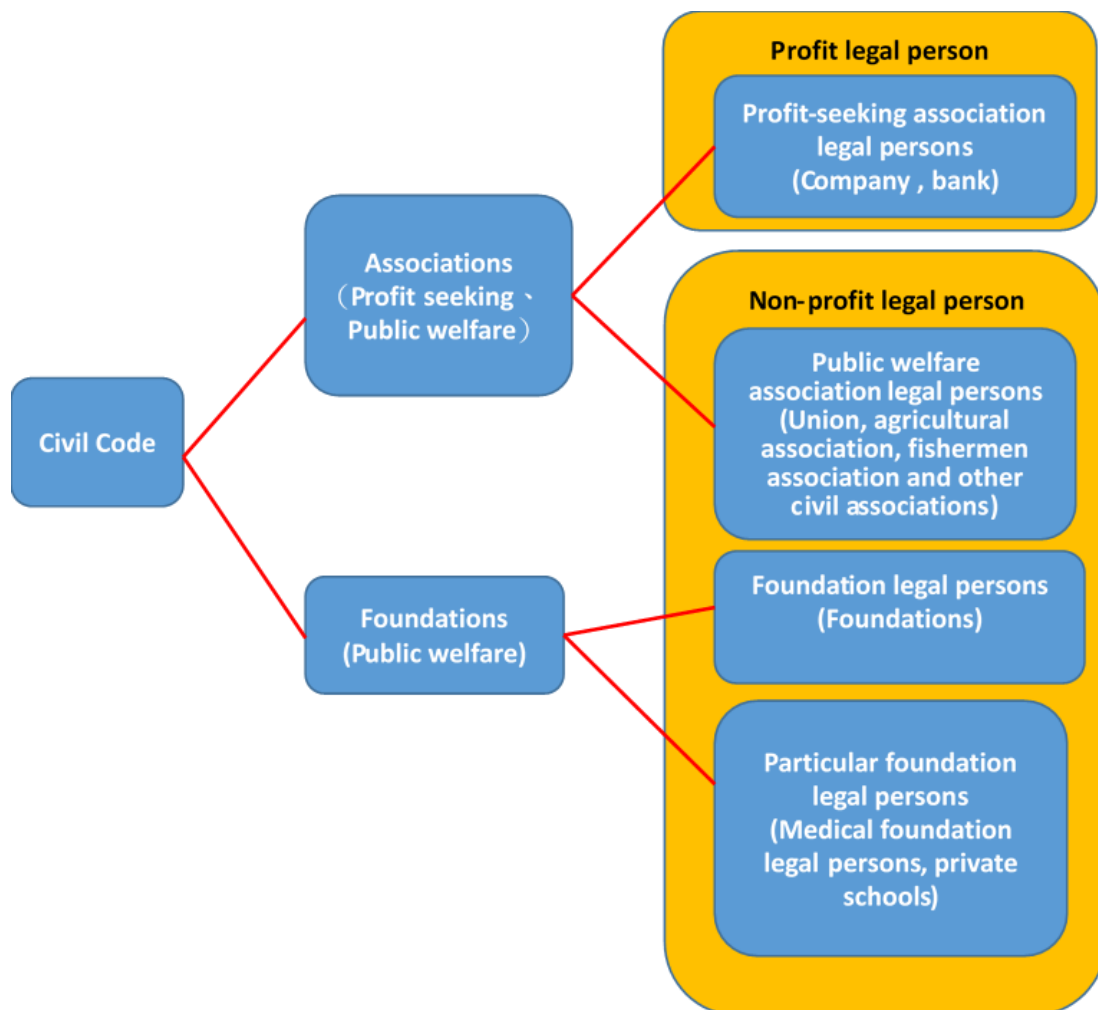 Profit legal person
Profit-seeking association
legal persons
(Company , bank)
Associations
（Profit seeking、
Public welfare）
Non-profit legal person
Public welfare
association legal persons
(Union, agricultural
association, fishermen
association and other
civil associations)
Civil Code
Foundations
(Public welfare)
Foundation legal persons
(Foundations)
Particular foundation
legal persons
(Medical foundation
legal persons, private
schools)